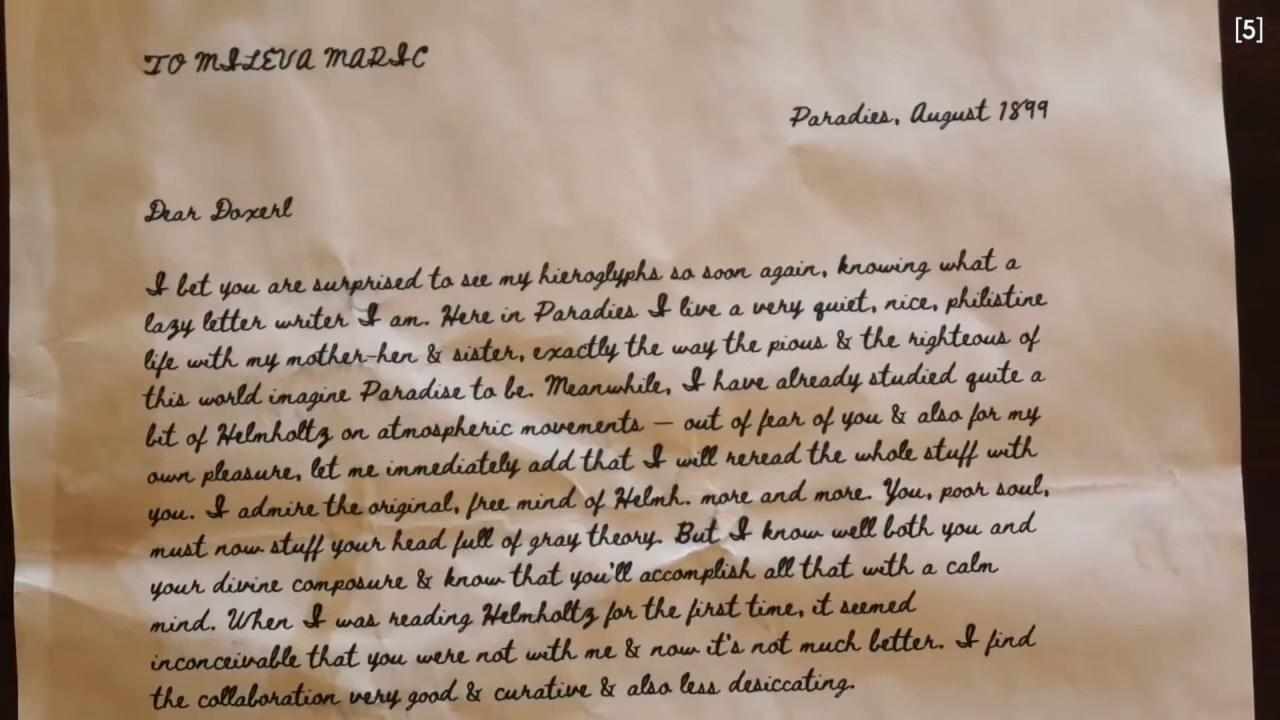 [5]
TO MILEVA MARIC
Paradies, August 1899
Dear Doxerl
I bet you are surprised to see my hieroglyphs so soon again, knowing what a
lazy letter writer I am. Here in Paradies I live a very quiet, nice, philistine
life with my mother-hen & sister, exactly the way the pious & the righteous of
this world imagine Paradise to be. Meanwhile, I have already studied quite a
bit of Helmholtz on atmospheric movements — out of fear of you & also for my
own pleasure, let me immediately add that I will reread the whole stuff with
you. I admire the original, free mind of Helmh. more and more. You, poor soul,
must now stuff your head full of gray theory. But I know well both you and
your divine composure & know that you'll accomplish all that with a calm
mind. When I was reading Helmholtz for the first time, it seemed
inconceivable that you were not with me & now it's not much better. I find
the collaboration very good & curative & also less desiccating.